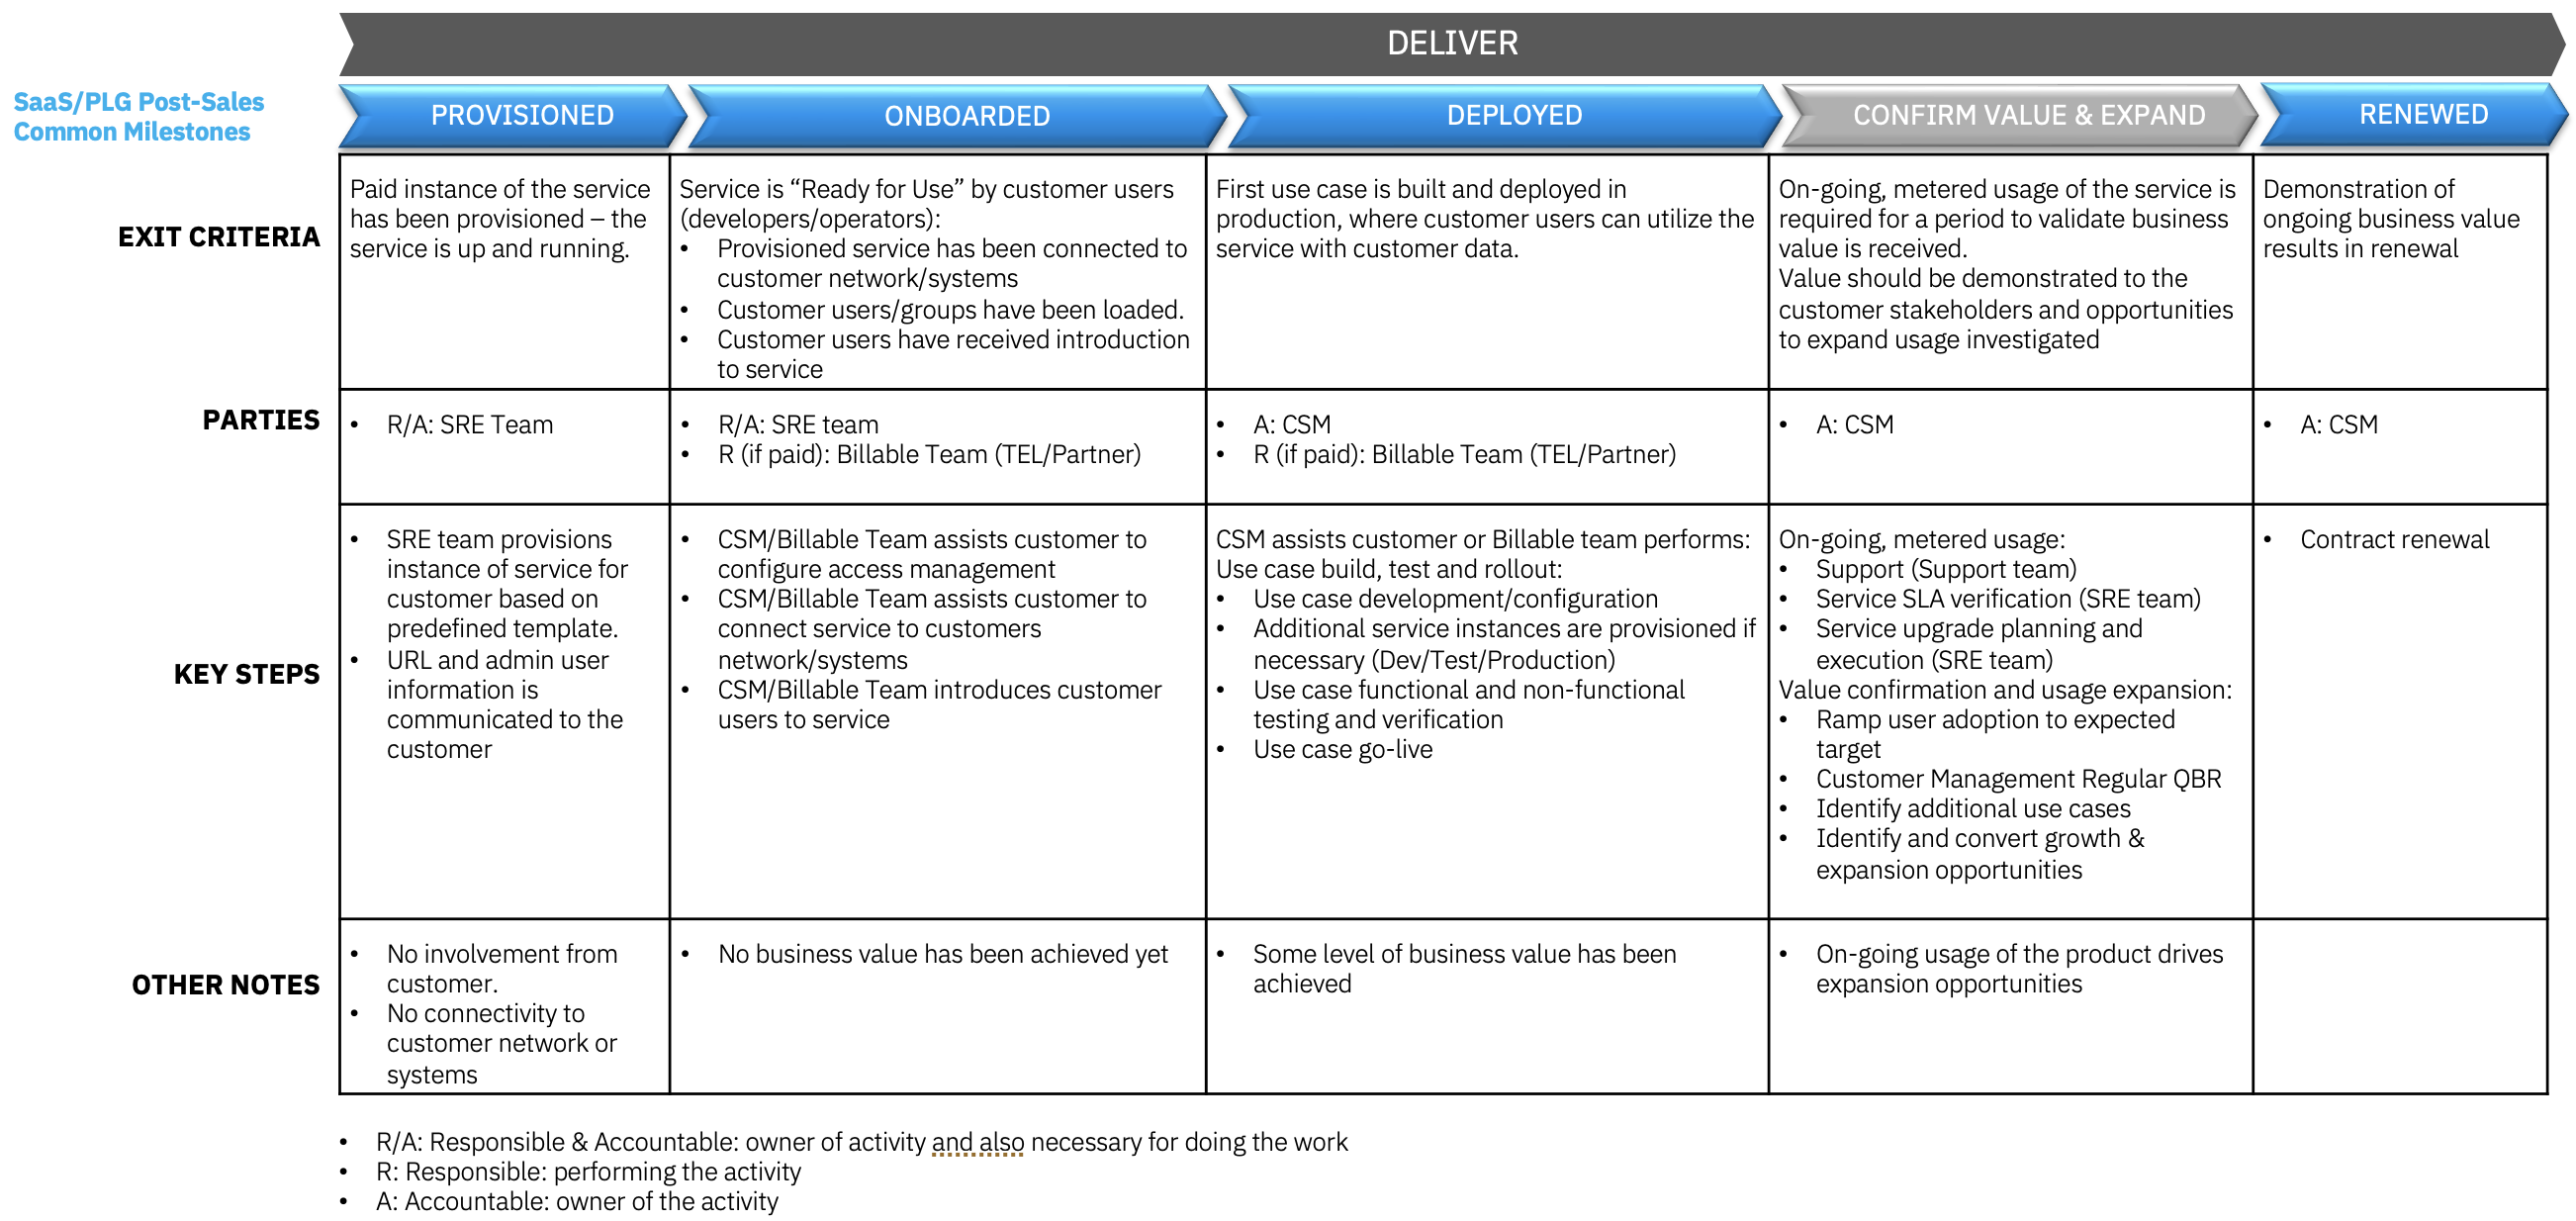 DELIVER
SaaS/PLG Post-Sales
Common Milestones
PROVISIONED
ONBOARDED
DEPLOYED
CONFIRM VALUE & EXPAND
RENEWED
EXIT CRITERIA
Paid instance of the service
has been provisioned – the
service is up and running.
Service is “Ready for Use” by customer users
(developers/operators):
• Provisioned service has been connected to
customer network/systems
• Customer users/groups have been loaded.
• Customer users have received introduction
to service
First use case is built and deployed in
production, where customer users can utilize the
service with customer data.
On-going, metered usage of the service is
required for a period to validate business
value is received.
Value should be demonstrated to the
customer stakeholders and opportunities
to expand usage investigated
Demonstration of
ongoing business value
results in renewal
PARTIES
• R/A: SRE Team
• R/A: SRE team
• R (if paid): Billable Team (TEL/Partner)
• A: CSM
• R (if paid): Billable Team (TEL/Partner)
• A: CSM
• A: CSM
KEY STEPS
• SRE team provisions
instance of service for
customer based on
predefined template.
• URL and admin user
information is
communicated to the
customer
• CSM/Billable Team assists customer to
configure access management
• CSM/Billable Team assists customer to
connect service to customers
network/systems
• CSM/Billable Team introduces customer
users to service
CSM assists customer or Billable team performs:
Use case build, test and rollout:
• Use case development/configuration
• Additional service instances are provisioned if
necessary (Dev/Test/Production)
• Use case functional and non-functional
testing and verification
• Use case go-live
On-going, metered usage:
• Support (Support team)
• Service SLA verification (SRE team)
• Service upgrade planning and
execution (SRE team)
Value confirmation and usage expansion:
• Ramp user adoption to expected
target
• Customer Management Regular QBR
• Identify additional use cases
• Identify and convert growth &
expansion opportunities
• Contract renewal
OTHER NOTES
• No involvement from
customer.
• No connectivity to
customer network or
systems
• No business value has been achieved yet
• Some level of business value has been
achieved
• On-going usage of the product drives
expansion opportunities
• R/A: Responsible & Accountable: owner of activity and also necessary for doing the work
• R: Responsible: performing the activity
• A: Accountable: owner of the activity